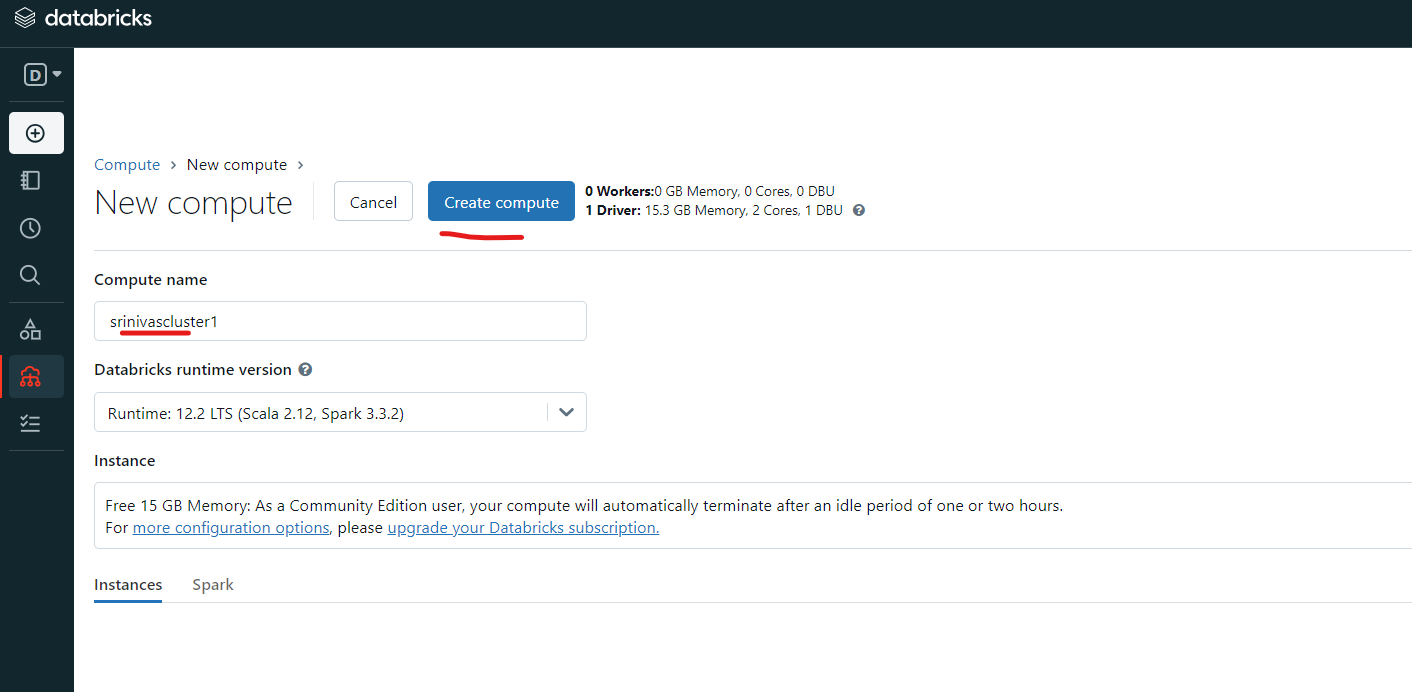 databricks
D
Compute > New compute >
New compute
Cancel
Create compute
0 Workers:0 GB Memory, 0 Cores, 0 DBU
1 Driver: 15.3 GB Memory, 2 Cores, 1 DBU ?
Compute name
srinivascluster1
Databricks runtime version ?
Runtime: 12.2 LTS (Scala 2.12, Spark 3.3.2)
Instance
Free 15 GB Memory: As a Community Edition user, your compute will automatically terminate after an idle period of one or two hours.
For more configuration options, please upgrade your Databricks subscription.
Instances Spark